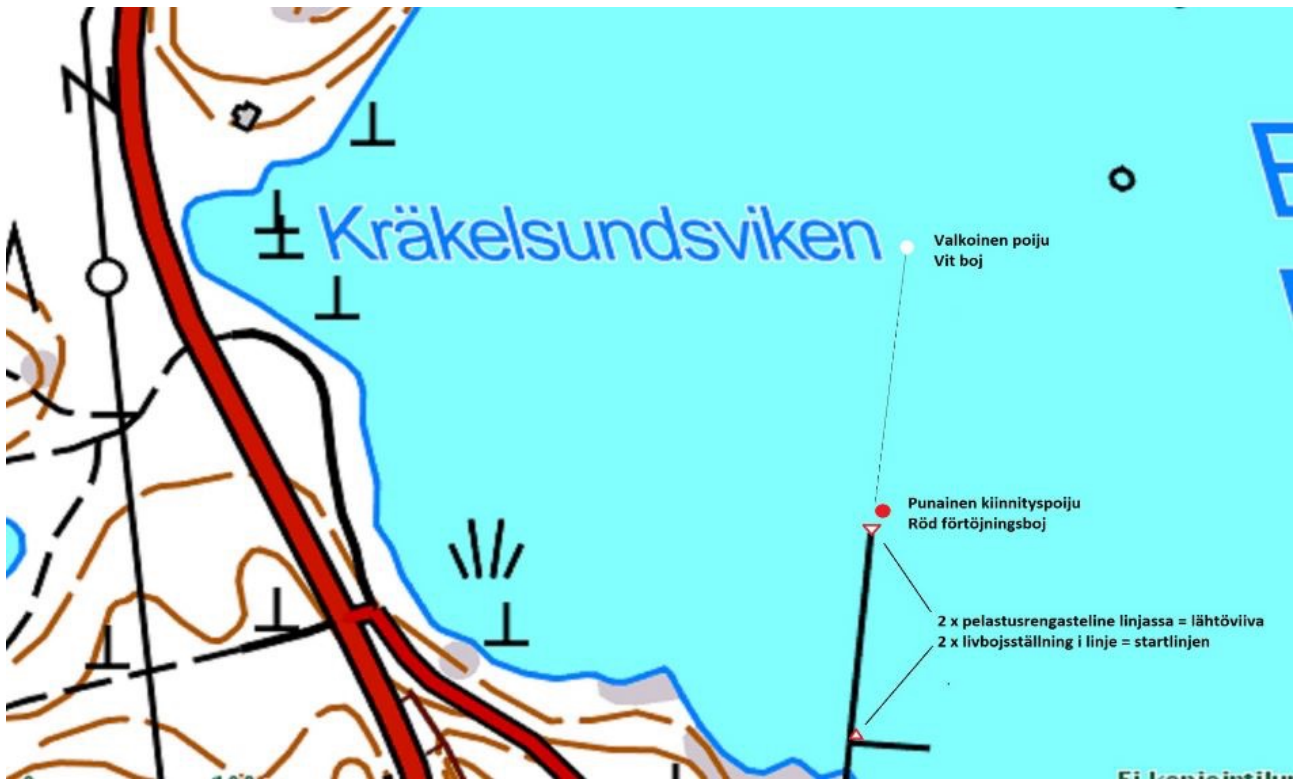 Kräkelsundsviken
Valkoinen poiju
Vit boj
Punainen kiinnityspoiju
Röd förtöjningsboj
2 x pelastusrengasteline linjassa = lähtöviiva
2 x livbojsställning i linje = startlinjen